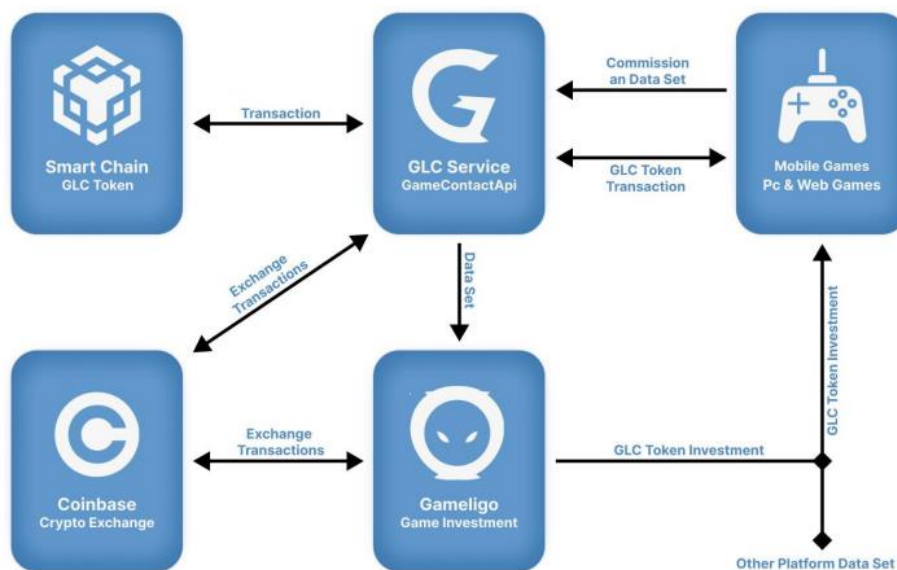 Commission
an Data Set
Transaction
Smart Chain
GLC Token
GLC Service
GameContactApi
GLC Token
Transaction
Mobile Games
Pc & Web Games
Exchange
Transactions
Data Set
GLC Token Investment
Exchange
Transactions
GLC Token Investment
Coinbase
Crypto Exchange
Gameligo
Game Investment
Other Platform Data Set